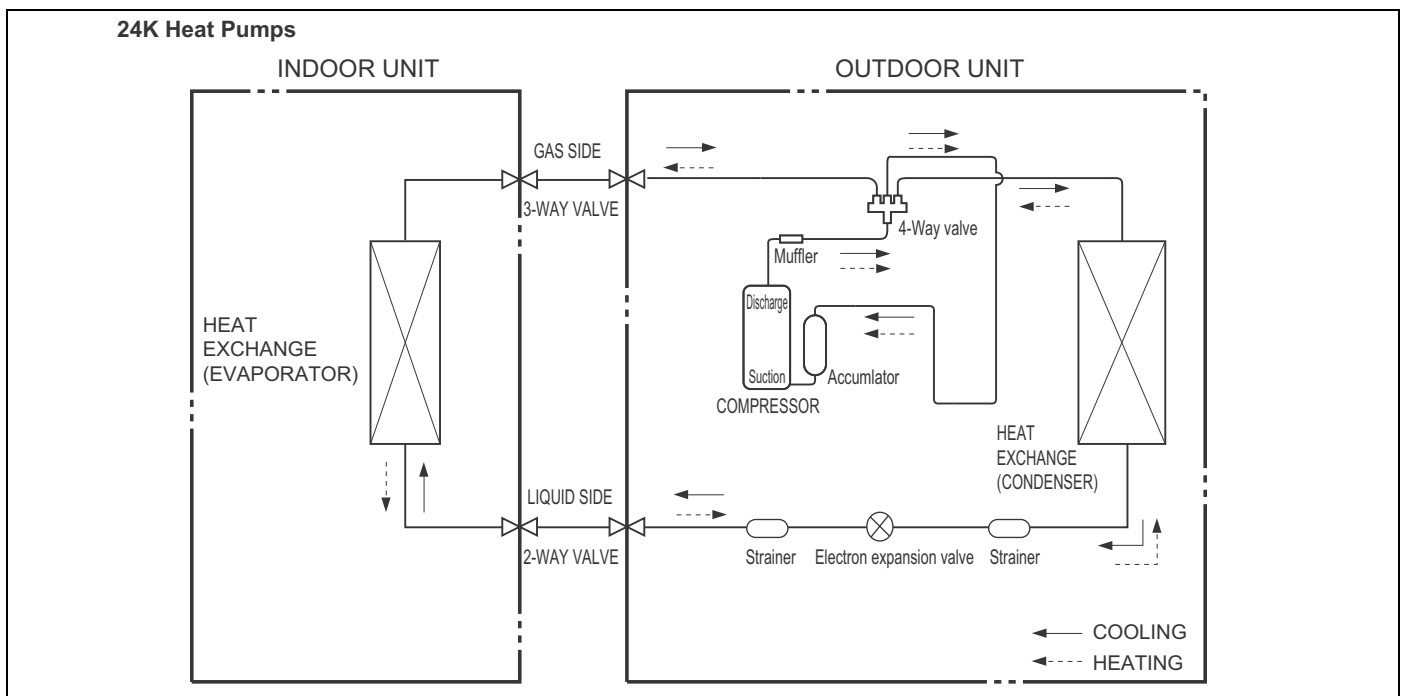 24K Heat Pumps
INDOOR UNIT
OUTDOOR UNIT
GAS SIDE
3-WAY VALVE
4-Way valve
Muffler
Discharge
Suction
Accumlator
COMPRESSOR
HEAT
EXCHANGE
(EVAPORATOR)
HEAT
EXCHANGE
(CONDENSER)
LIQUID SIDE
2-WAY VALVE
Strainer
Electron expansion valve
Strainer
COOLING
HEATING